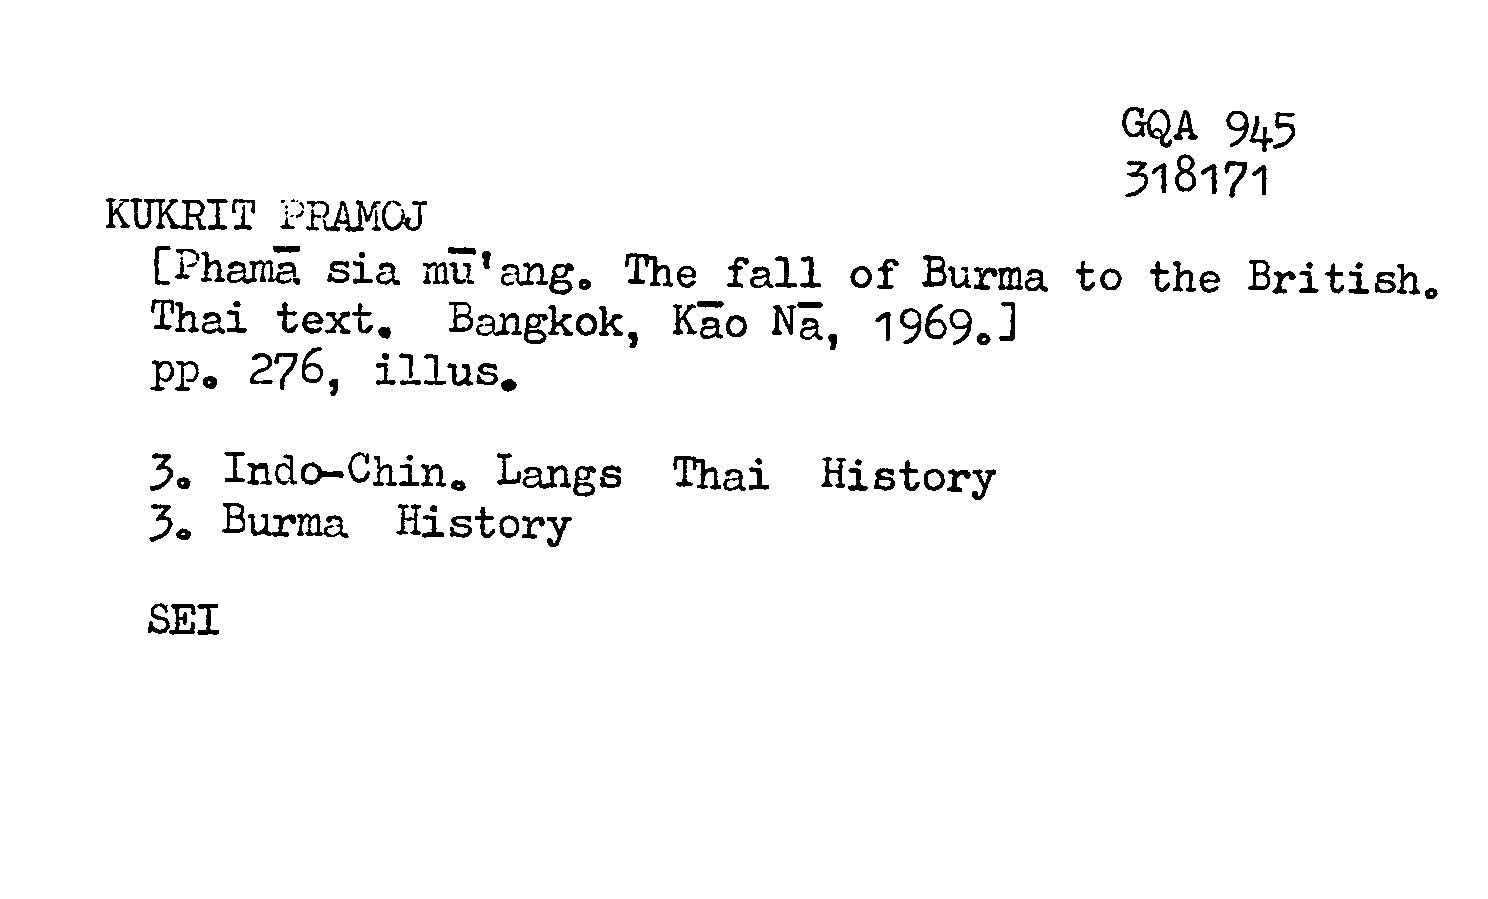 GQA 945
318171
KUKRIT PRAMOJ
[Phamā sia mū'ang. The fall of Burma to the British.
Thai text. Bangkok, Kāo Nā, 1969.]
pp. 276, illus.
3. Indo-Chin. Langs Thai History
3. Burma History
SEI